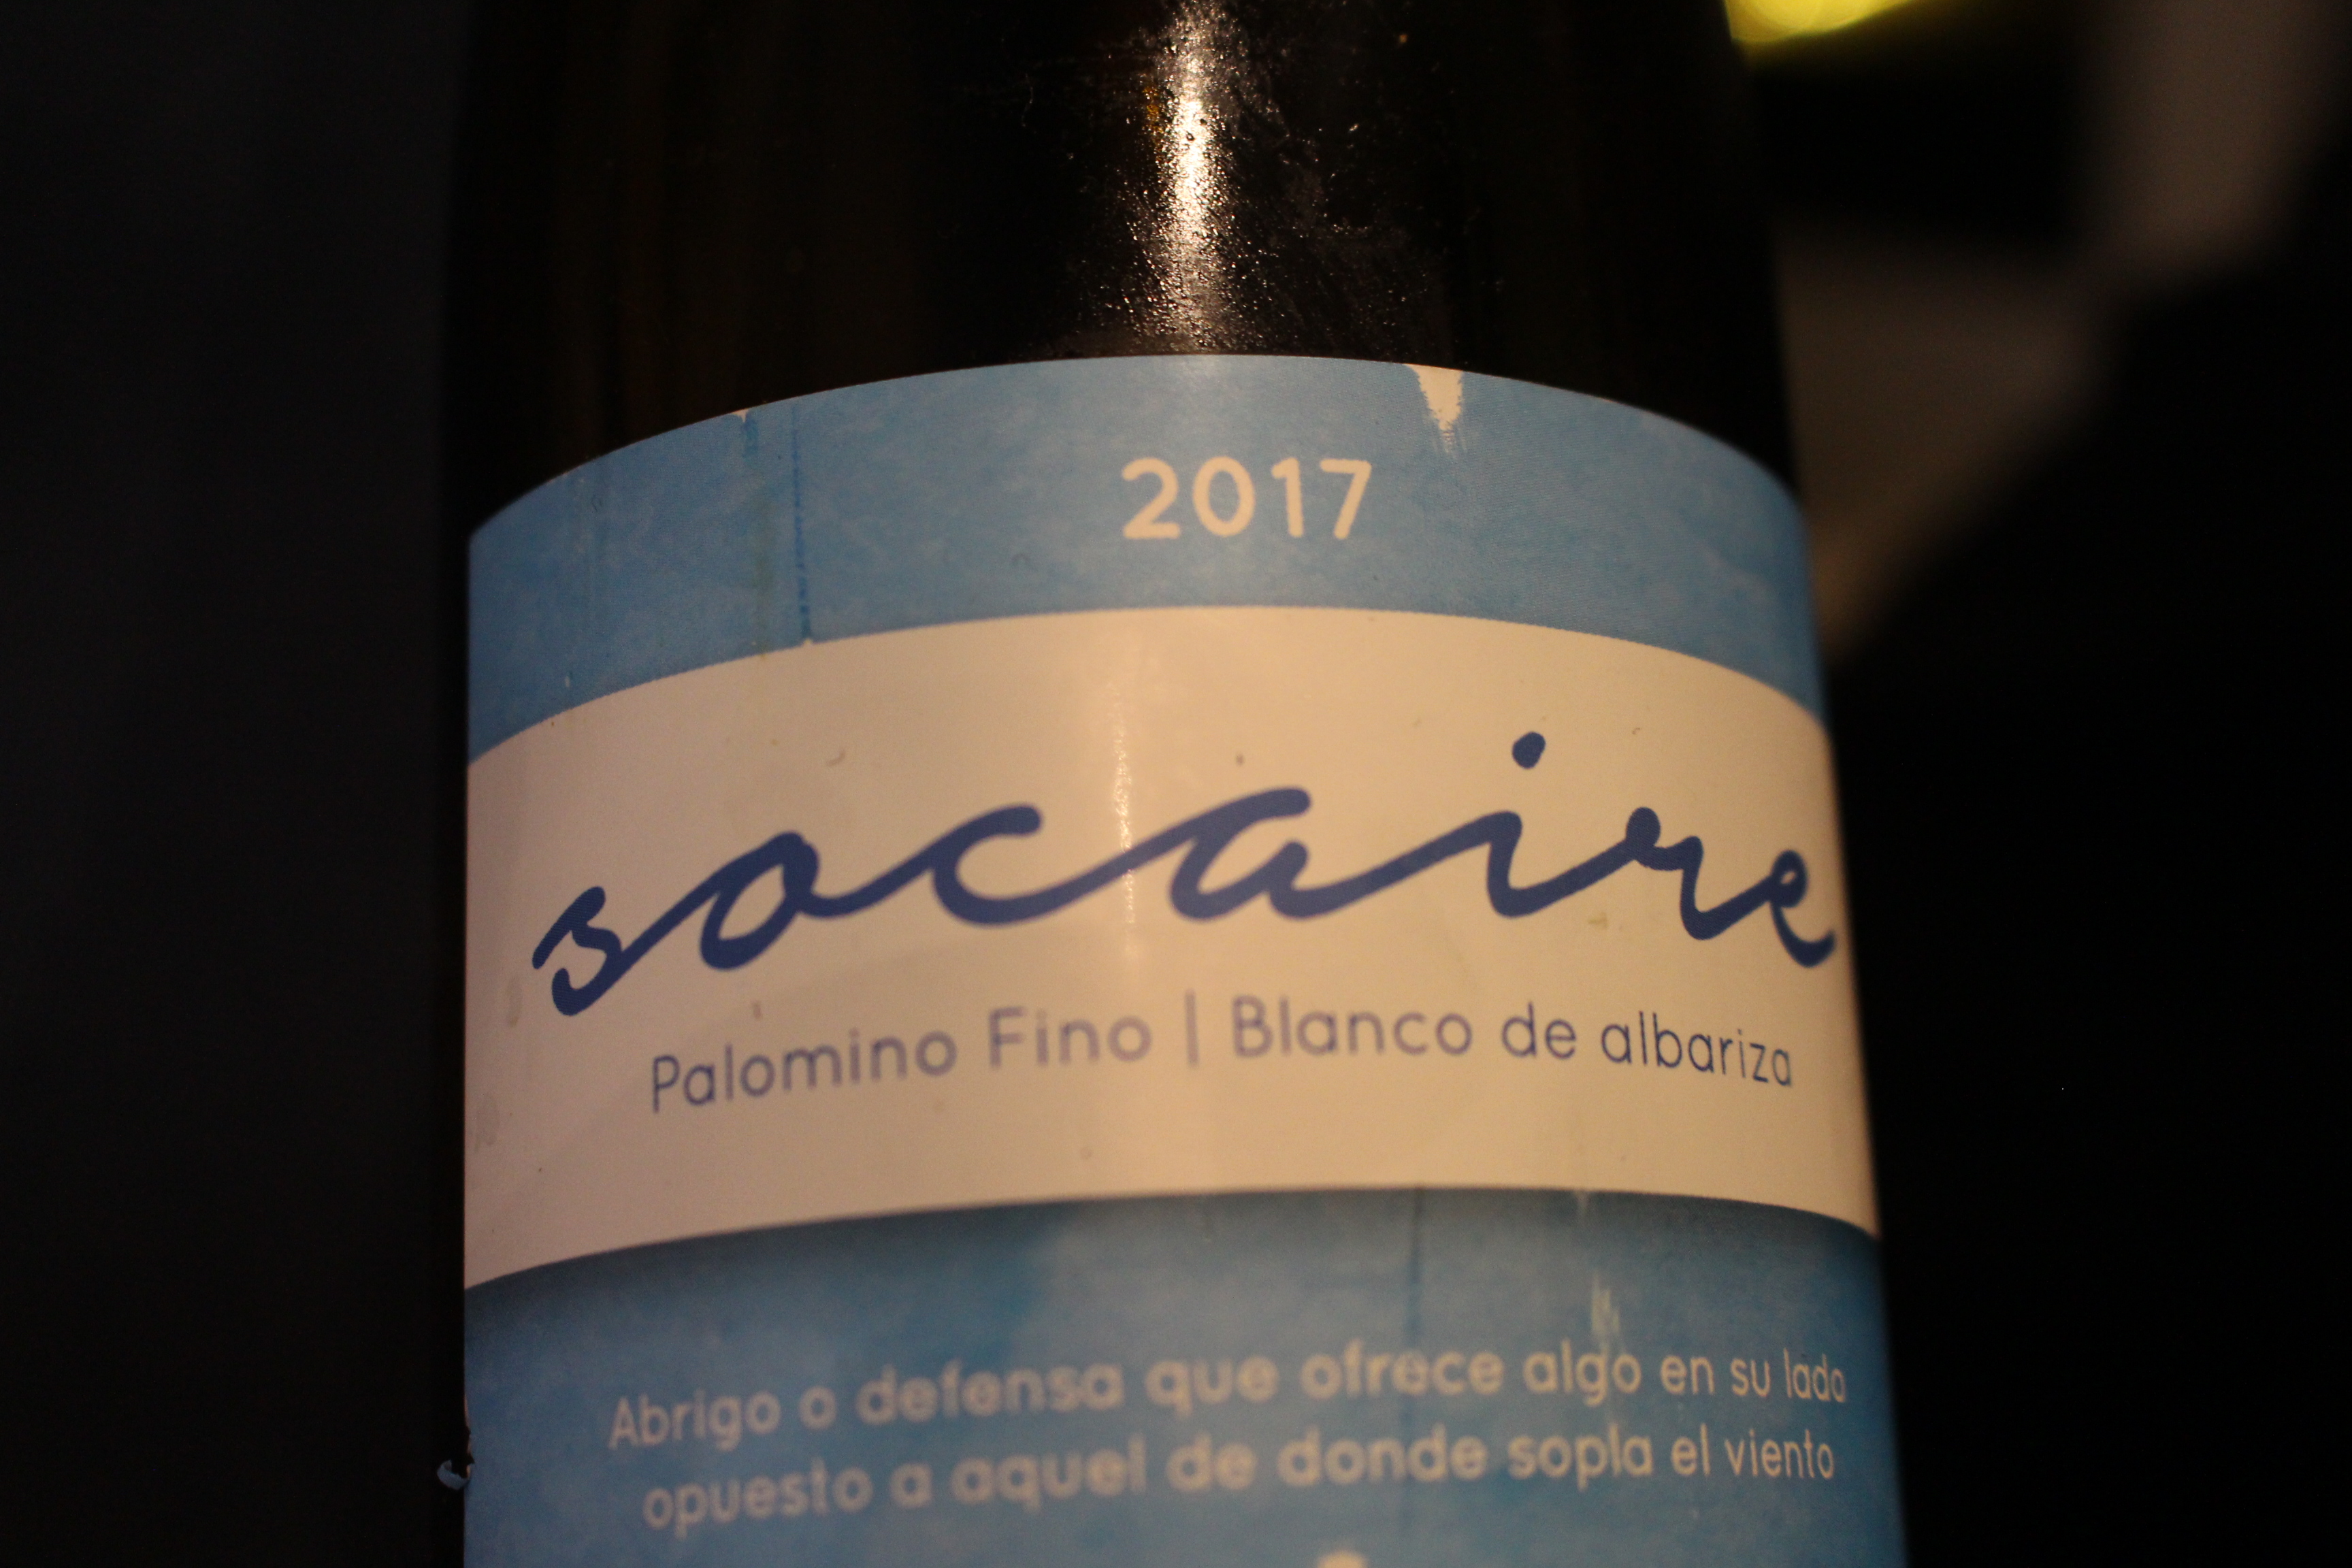 2017
socaire
Palomino Fino | Blanco de albariza
Abrigo o defensa que ofrece algo en su lado
opuesto a aquel de donde sopla el viento